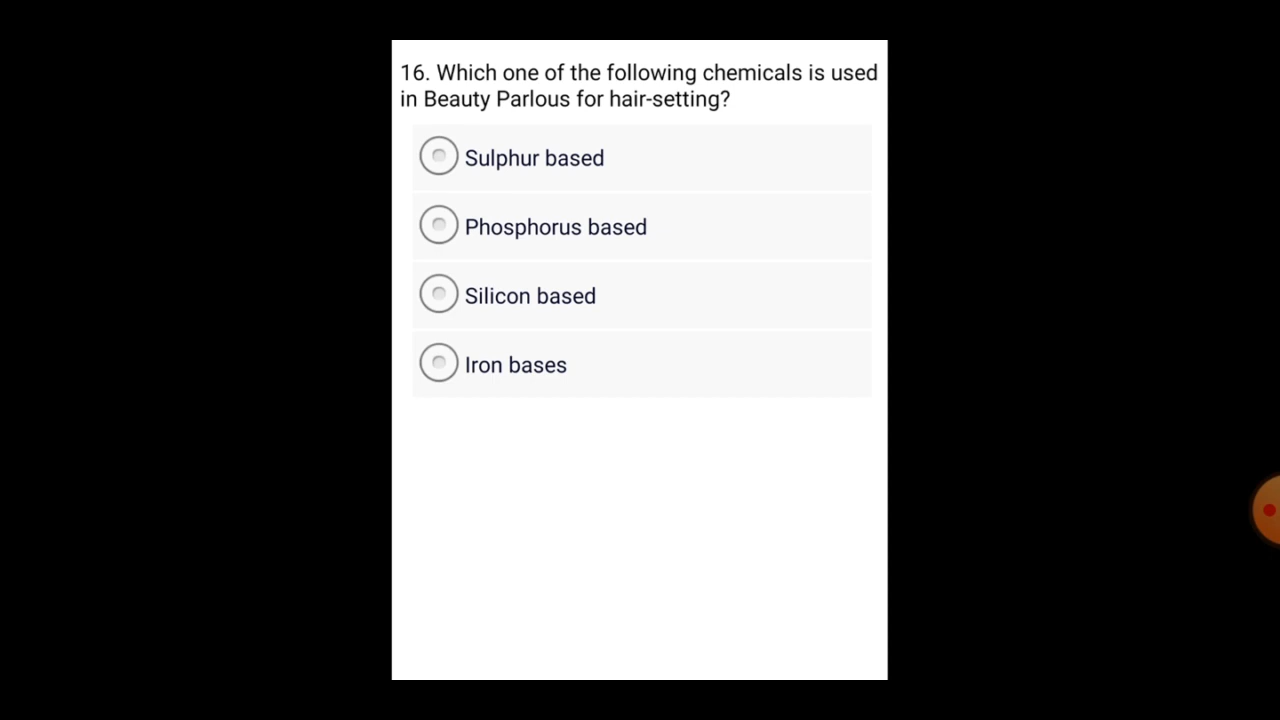 16. Which one of the following chemicals is used
in Beauty Parlous for hair-setting?
Sulphur based
Phosphorus based
Silicon based
Iron bases